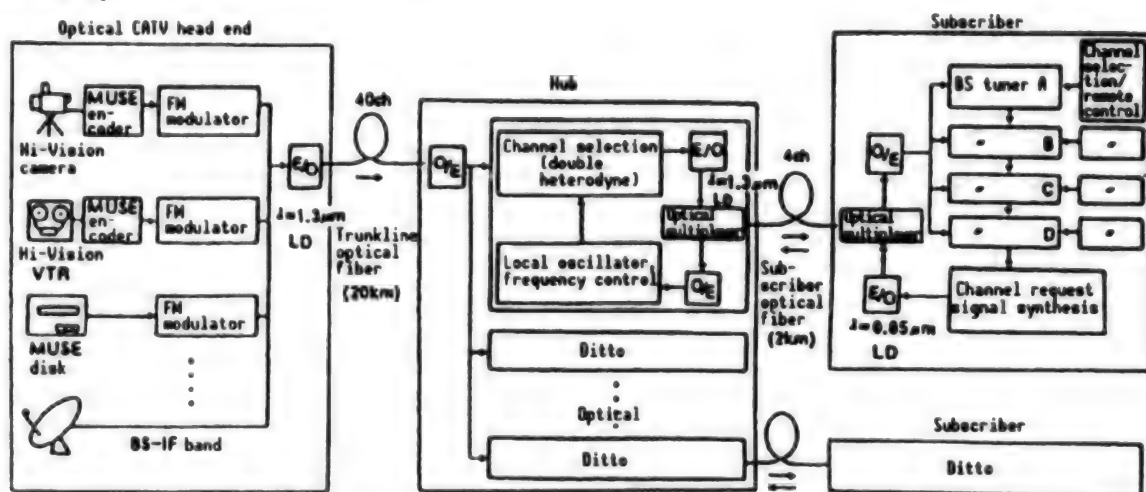 Optical CATV head end
MUSE
en-
coder
FM
modulator
Hi-Vision
camera
MUSE
en-
coder
FM
modulator
Hi-Vision
VTR
FM
modulator
MUSE
disk
BS-IF band
E/O
λ=1.3μm
LD
40ch
Trunkline
optical
fiber
(20km)
Hub
O/E
Channel selection
(double
heterodyne)
E/O
λ=1.3μm
LD
Optical
multiplexer
Local oscillator
frequency control
O/E
Ditto
Optical
Ditto
4ch
Sub-
scriber
optical
fiber
(2km)
Subscriber
Optical
multiplexer
O/E
E/O
λ=0.85μm
LD
BS tuner A
Channel
selec-
tion/
remote
control
〃 B 〃
〃 C 〃
〃 D 〃
Channel request
signal synthesis
Subscriber
Ditto